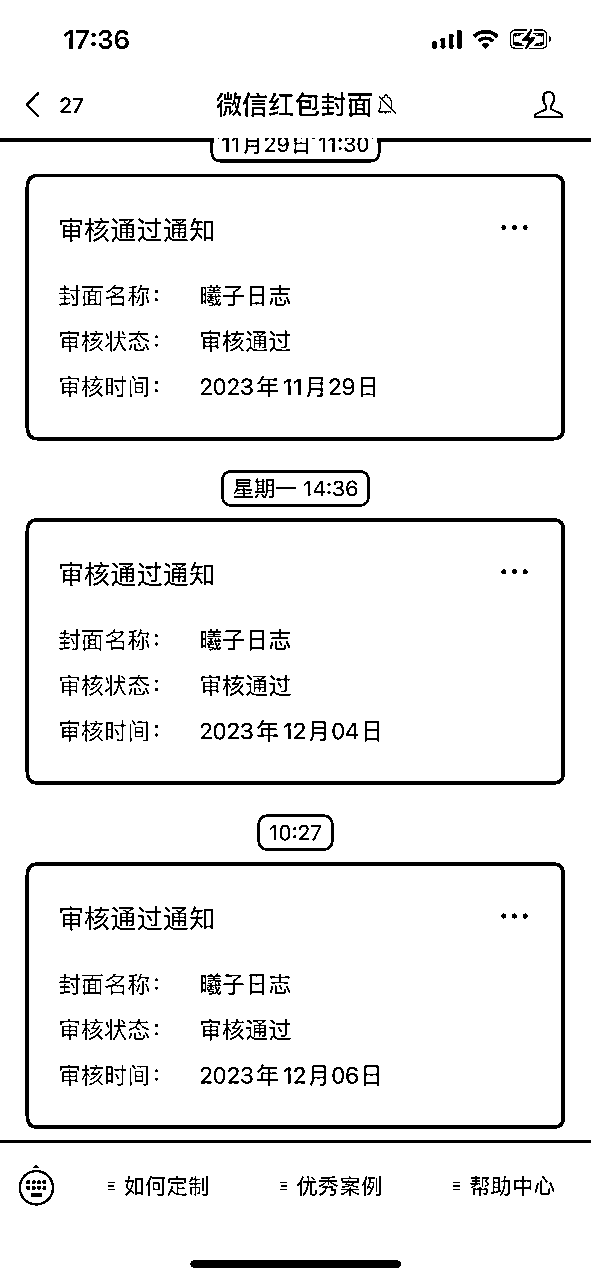 17:36
27 微信红包封面
11月29日 11:30
审核通过通知
封面名称： 曦子日志
审核状态： 审核通过
审核时间： 2023年11月29日
星期一 14:36
审核通过通知
封面名称： 曦子日志
审核状态： 审核通过
审核时间： 2023年12月04日
10:27
审核通过通知
封面名称： 曦子日志
审核状态： 审核通过
审核时间： 2023年12月06日
如何定制 优秀案例 帮助中心